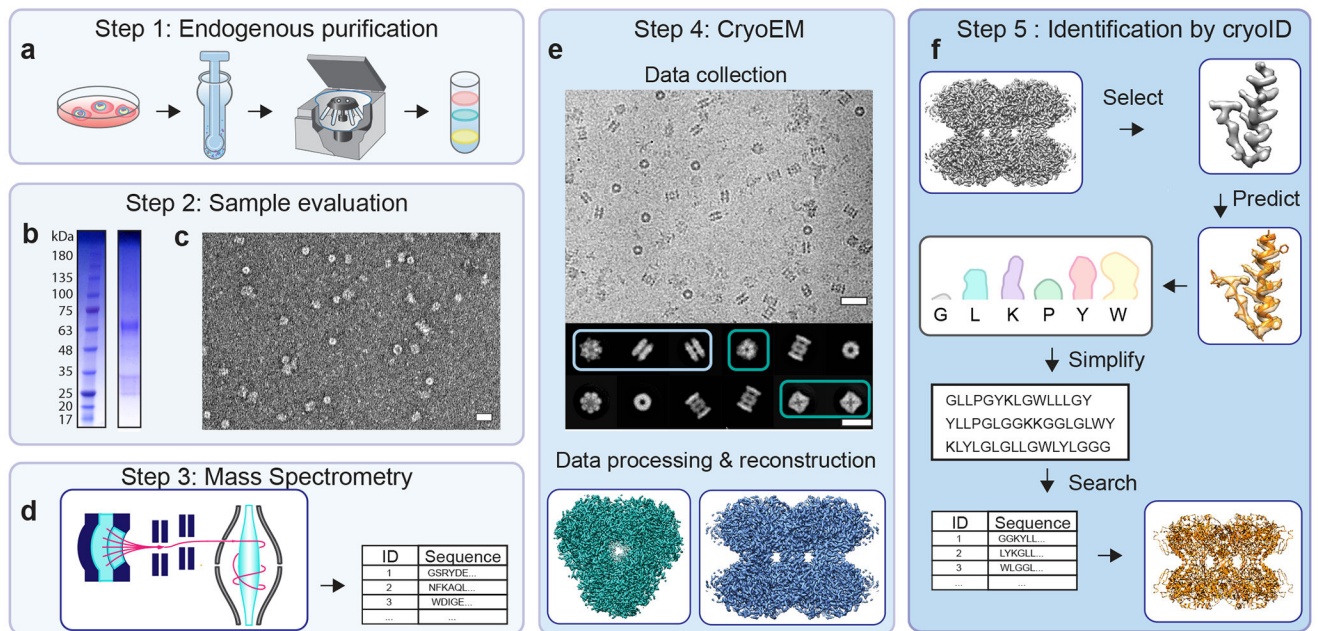 Step 1: Endogenous purification
a
Step 2: Sample evaluation
b
c
kDa
180
135
100
75
63
48
35
25
20
17
Step 3: Mass Spectrometry
d
ID Sequence
1 GSRYDE...
2 NFKAQL...
3 WDIGE...
... ...
Step 4: CryoEM
e
Data collection
Data processing & reconstruction
Step 5 : Identification by cryoID
f
Select
Predict
G L K P Y W
Simplify
GLLPGYKLGWLLLGY
YLLPGLGGKKGGLGLWY
KLYLGLGLLGWLYLGGG
Search
ID Sequence
1 GGKYLL...
2 LYKGLL...
3 WLGGL...
... ...